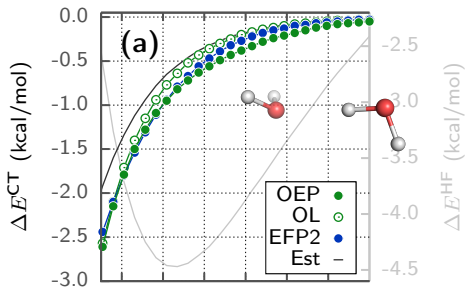 (a)
0.0
-0.5
-1.0
-1.5
-2.0
-2.5
-3.0
ΔE^CT (kcal/mol)
OEP
OL
EFP2
Est
-2.5
-3.0
-3.5
-4.0
-4.5
ΔE^HF (kcal/mol)